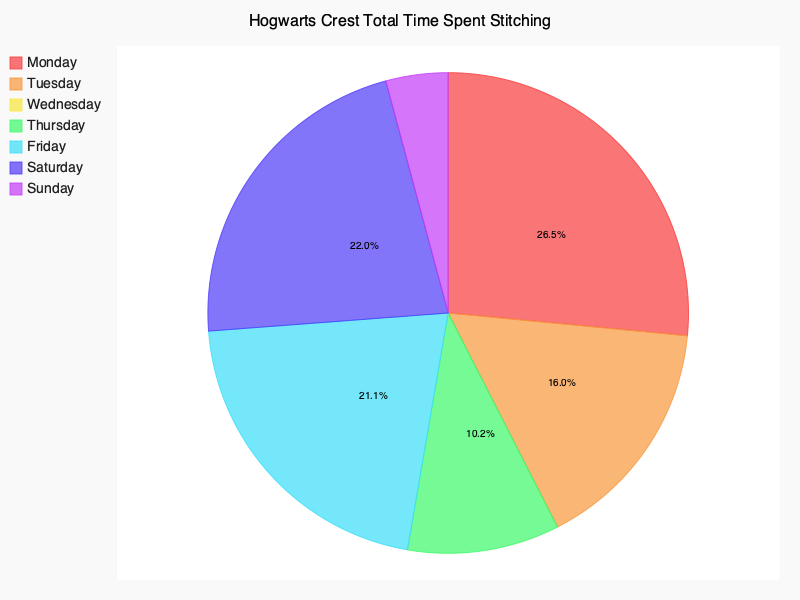 Hogwarts Crest Total Time Spent Stitching
Monday
Tuesday
Wednesday
Thursday
Friday
Saturday
Sunday
26.5%
22.0%
16.0%
21.1%
10.2%